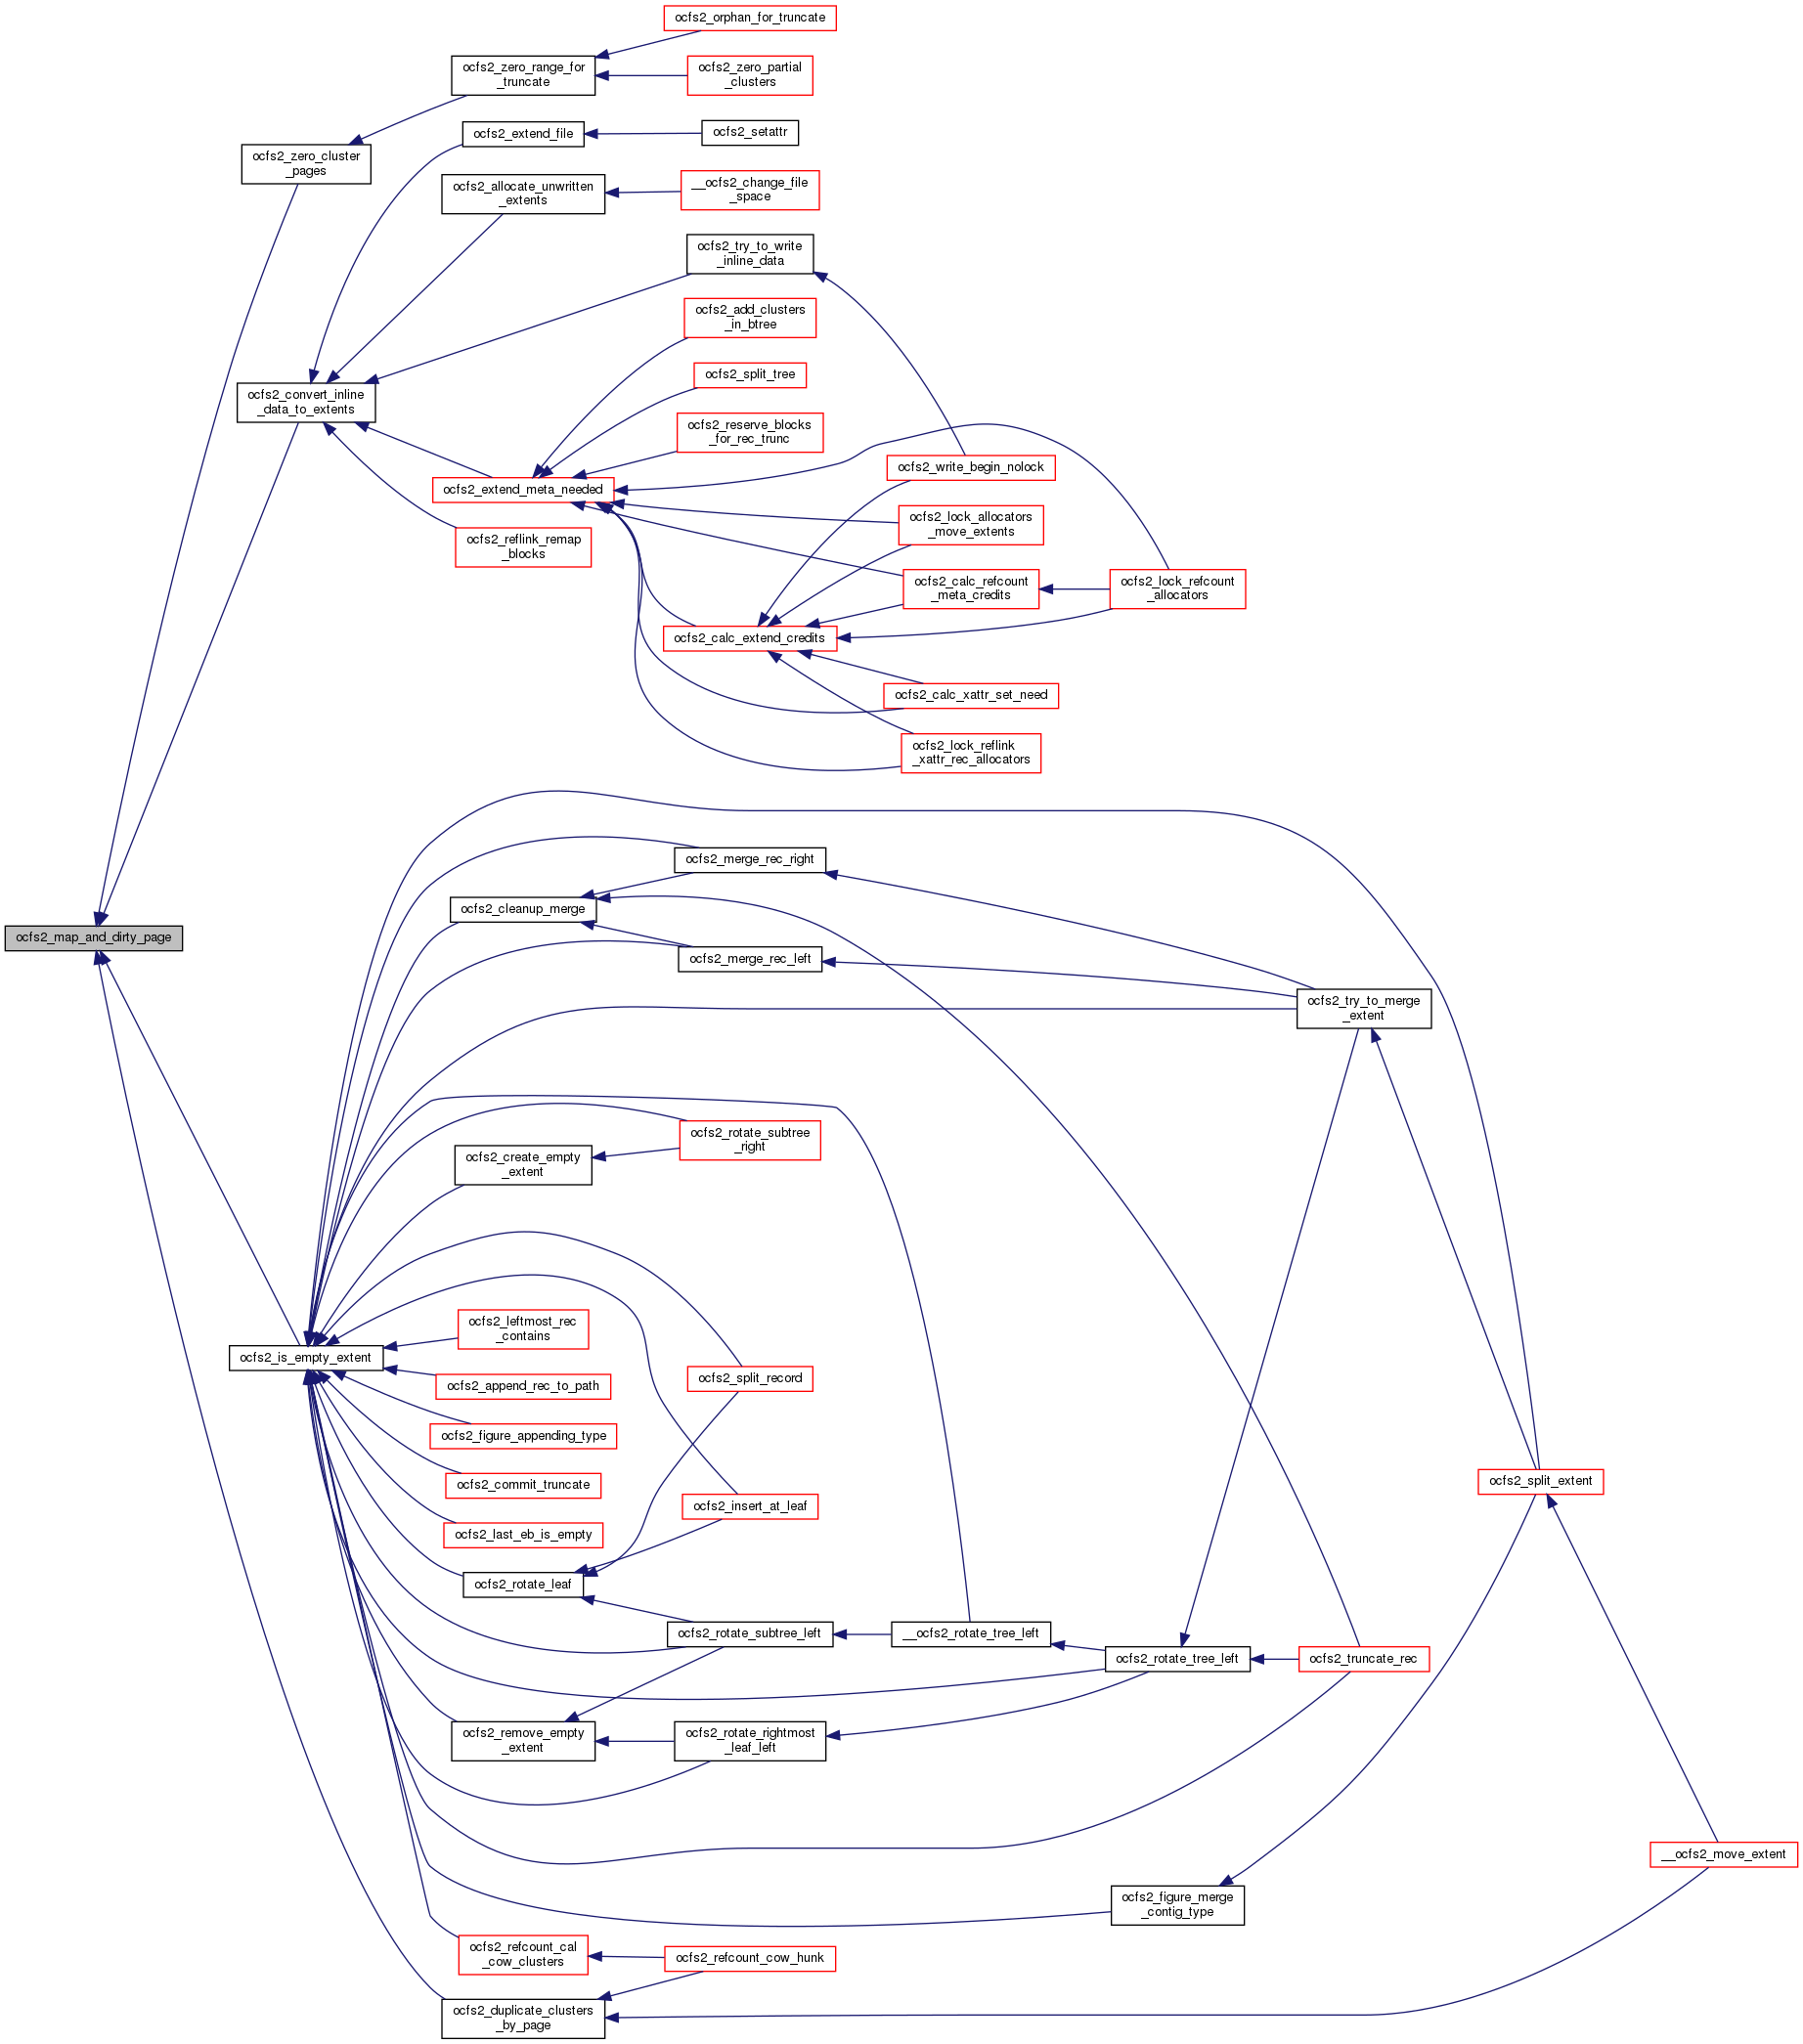 ocfs2_orphan_for_truncate
ocfs2_zero_range_for
_truncate
ocfs2_zero_partial
_clusters
ocfs2_extend_file
ocfs2_setattr
ocfs2_zero_cluster
_pages
ocfs2_allocate_unwritten
_extents
__ocfs2_change_file
_space
ocfs2_try_to_write
_inline_data
ocfs2_add_clusters
_in_btree
ocfs2_split_tree
ocfs2_convert_inline
_data_to_extents
ocfs2_reserve_blocks
_for_rec_trunc
ocfs2_write_begin_nolock
ocfs2_extend_meta_needed
ocfs2_lock_allocators
_move_extents
ocfs2_reflink_remap
_blocks
ocfs2_calc_refcount
_meta_credits
ocfs2_lock_refcount
_allocators
ocfs2_calc_extend_credits
ocfs2_calc_xattr_set_need
ocfs2_lock_reflink
_xattr_rec_allocators
ocfs2_merge_rec_right
ocfs2_cleanup_merge
ocfs2_map_and_dirty_page
ocfs2_merge_rec_left
ocfs2_try_to_merge
_extent
ocfs2_rotate_subtree
_right
ocfs2_create_empty
_extent
ocfs2_leftmost_rec
_contains
ocfs2_is_empty_extent
ocfs2_split_record
ocfs2_append_rec_to_path
ocfs2_figure_appending_type
ocfs2_commit_truncate
ocfs2_split_extent
ocfs2_insert_at_leaf
ocfs2_last_eb_is_empty
ocfs2_rotate_leaf
ocfs2_rotate_subtree_left
__ocfs2_rotate_tree_left
ocfs2_rotate_tree_left
ocfs2_truncate_rec
ocfs2_remove_empty
_extent
ocfs2_rotate_rightmost
_leaf_left
__ocfs2_move_extent
ocfs2_figure_merge
_contig_type
ocfs2_refcount_cal
_cow_clusters
ocfs2_refcount_cow_hunk
ocfs2_duplicate_clusters
_by_page